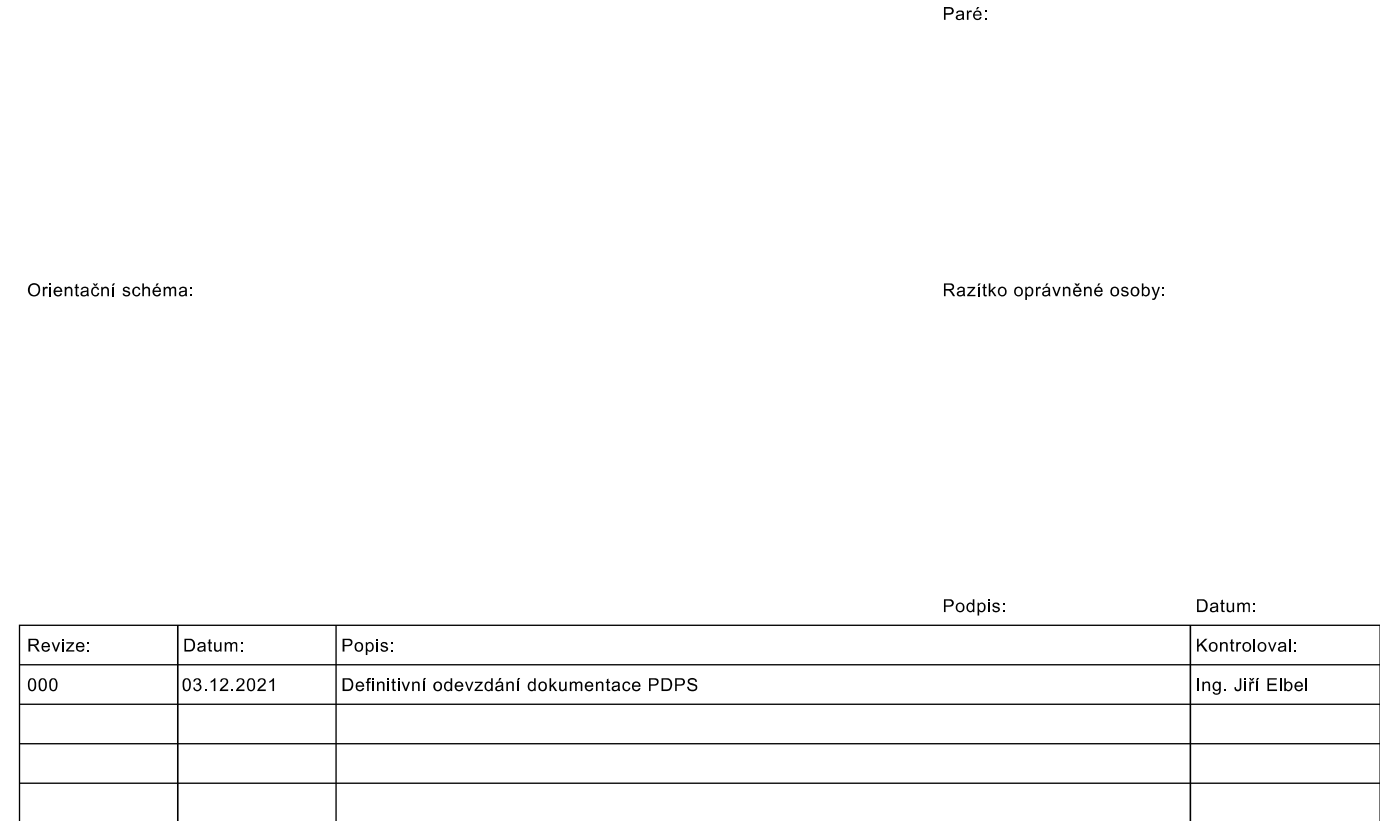 Paré:
Orientační schéma: Razítko oprávněné osoby:
Podpis: Datum:
Revize: Datum: Popis: Kontroloval:
000 03.12.2021 Definitivní odevzdání dokumentace PDPS Ing. Jiří Elbel